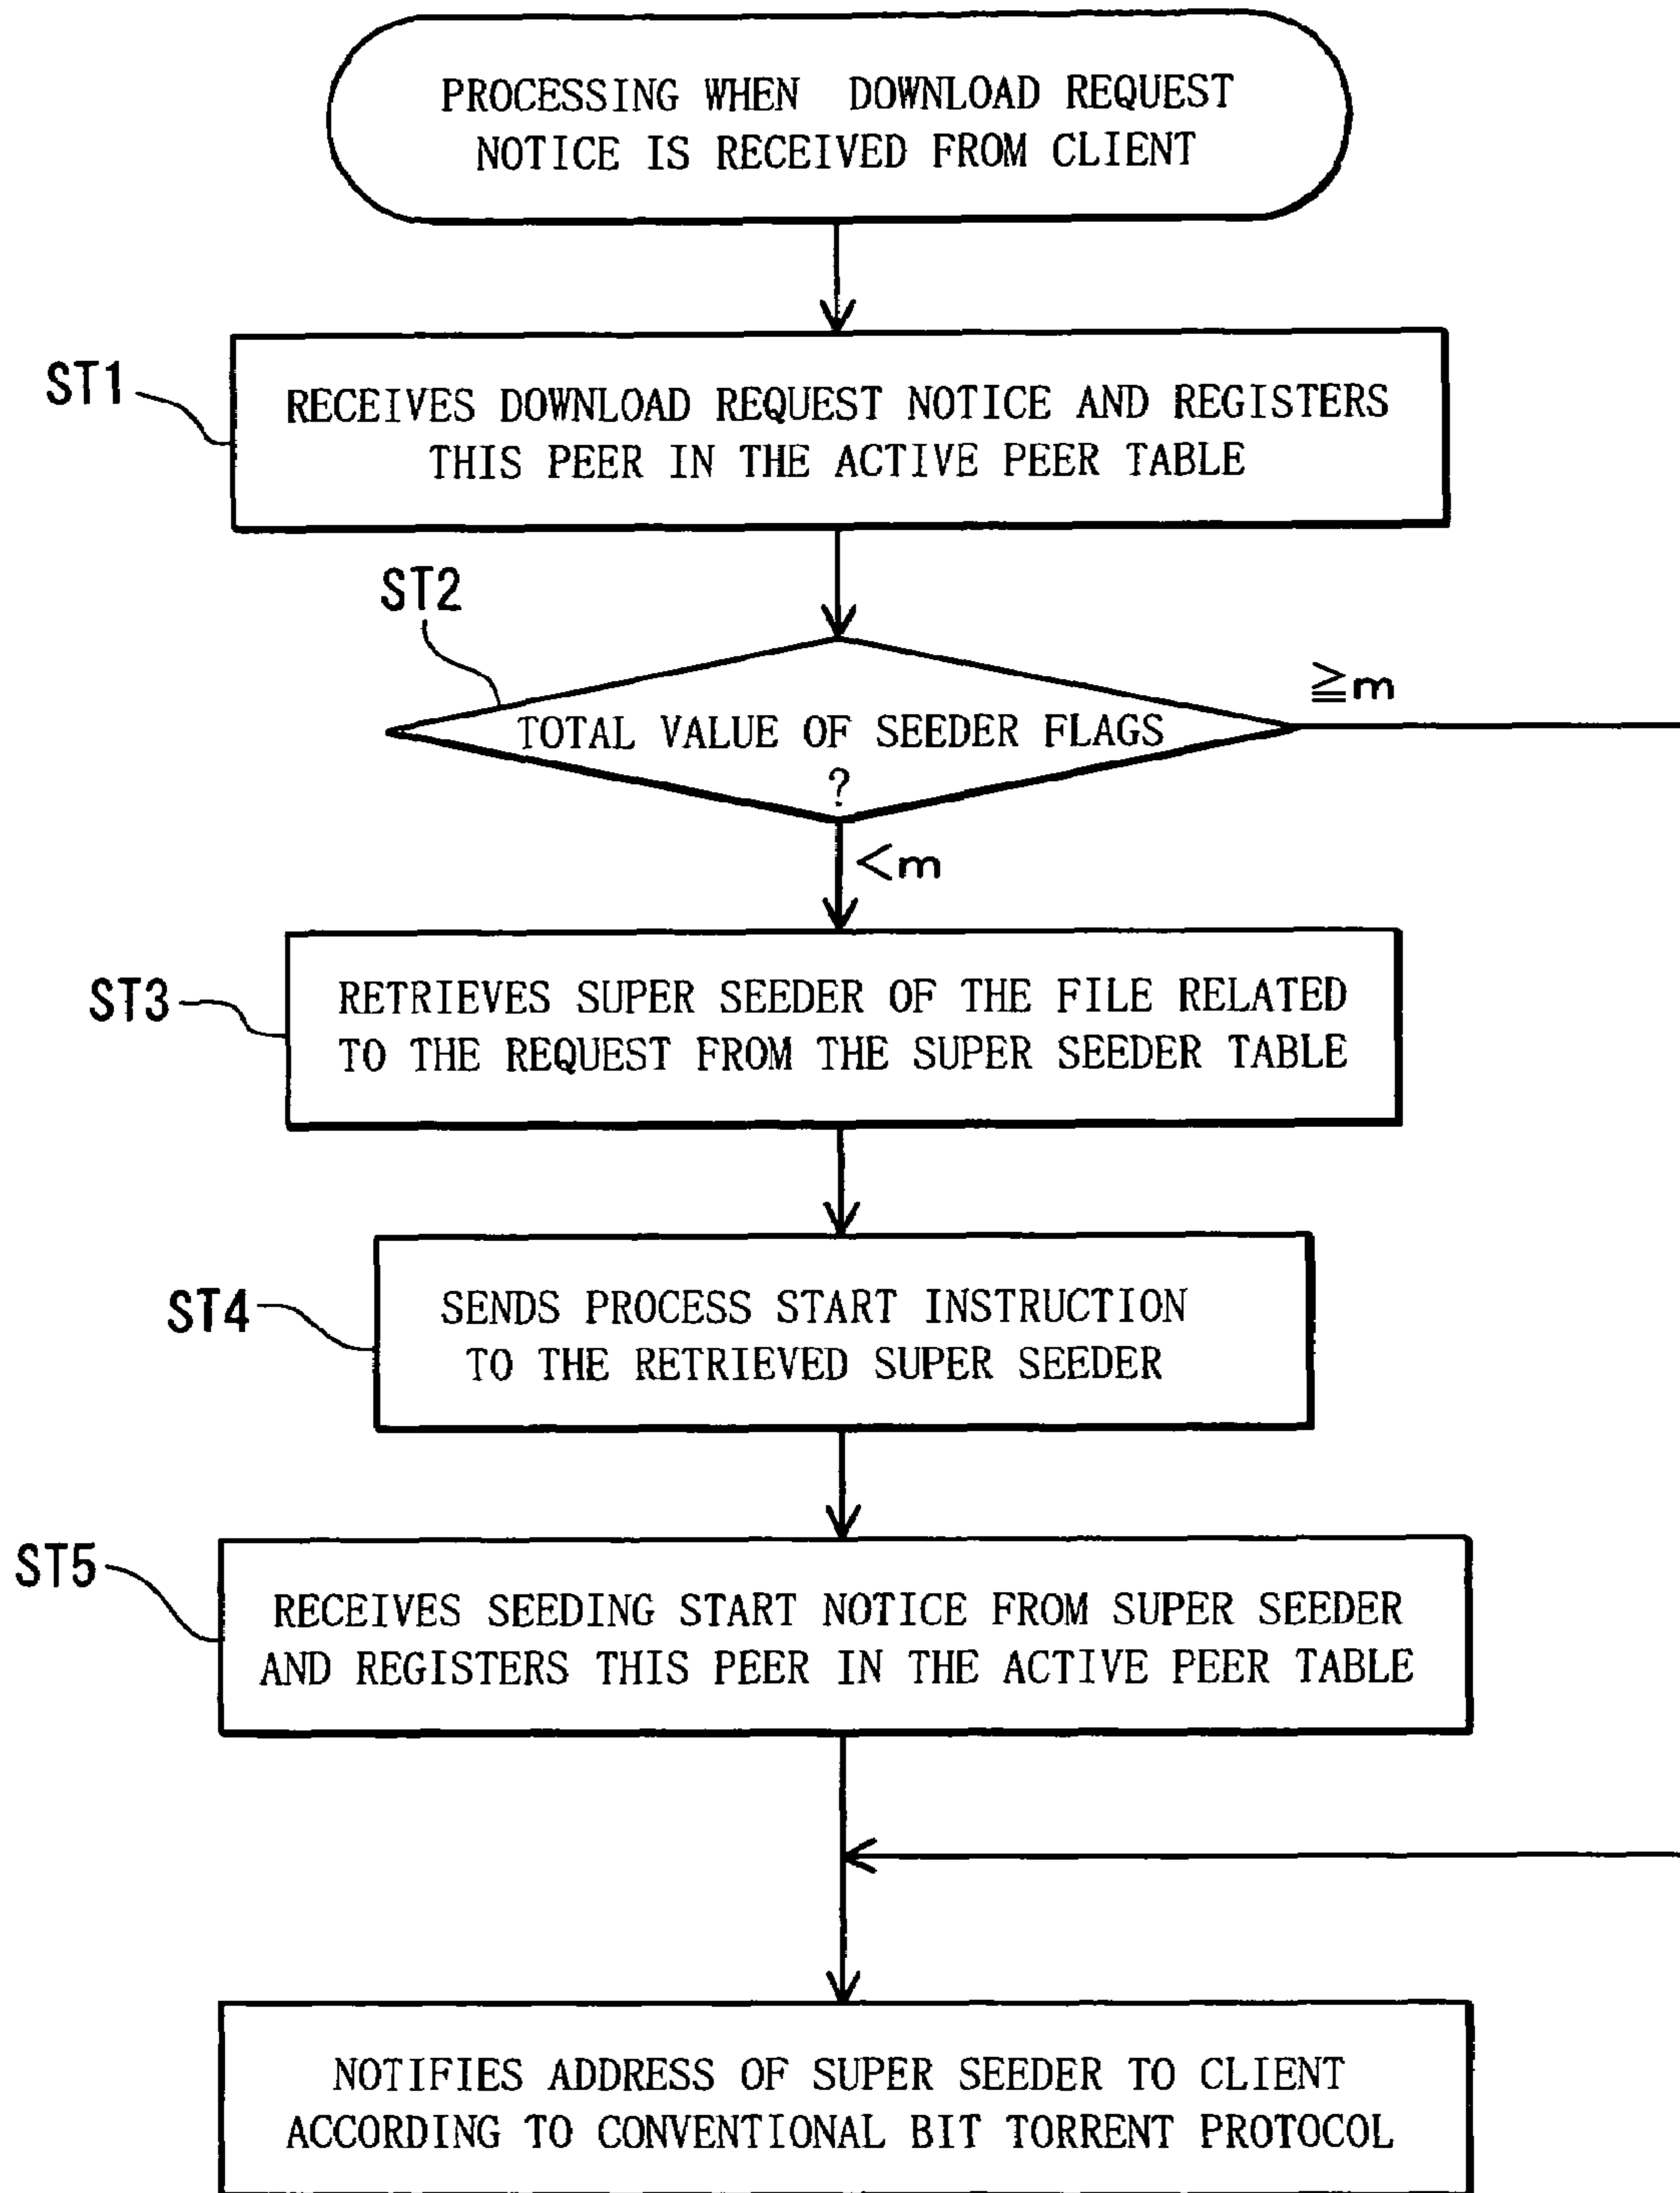 PROCESSING WHEN DOWNLOAD REQUEST
NOTICE IS RECEIVED FROM CLIENT
ST1
RECEIVES DOWNLOAD REQUEST NOTICE AND REGISTERS
THIS PEER IN THE ACTIVE PEER TABLE
ST2
≧m
TOTAL VALUE OF SEEDER FLAGS
?
<m
ST3
RETRIEVES SUPER SEEDER OF THE FILE RELATED
TO THE REQUEST FROM THE SUPER SEEDER TABLE
ST4
SENDS PROCESS START INSTRUCTION
TO THE RETRIEVED SUPER SEEDER
ST5
RECEIVES SEEDING START NOTICE FROM SUPER SEEDER
AND REGISTERS THIS PEER IN THE ACTIVE PEER TABLE
NOTIFIES ADDRESS OF SUPER SEEDER TO CLIENT
ACCORDING TO CONVENTIONAL BIT TORRENT PROTOCOL